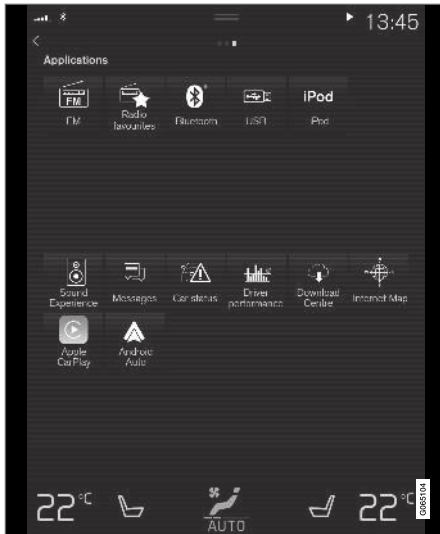 13:45
Applications
FM
iPod
FM
Radio
favourites
Bluetooth
USB
iPod
Sound
Experience
Messages
Car status
Driver
performance
Download
Centre
Internet Map
Apple
CarPlay
Android
Auto
22°C
AUTO
22°C
G065104